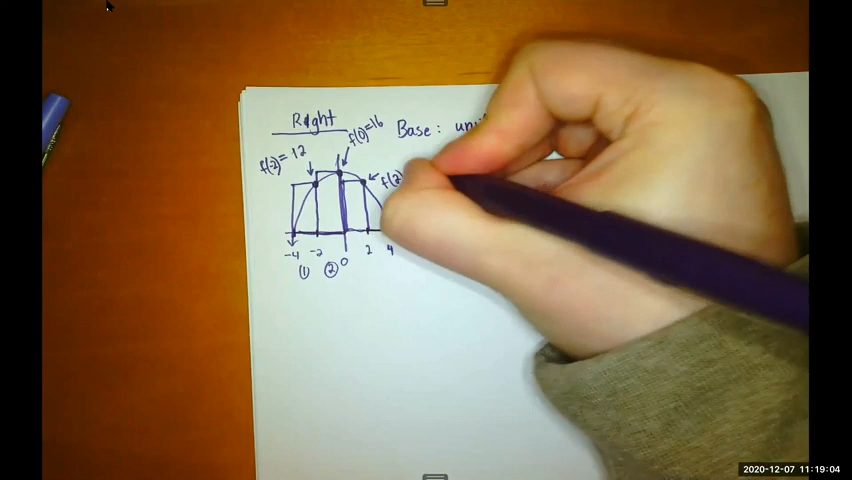 Right
Base:
f(-2)= 12
f(0)=16
f(2)
-4 -2 0 2 4
① ②
2020-12-07 11:19:04